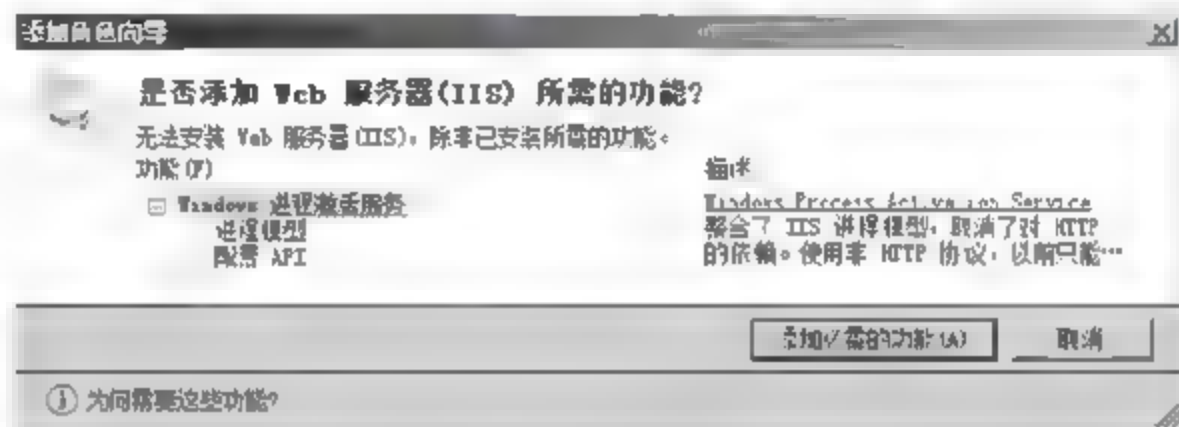 添加角色向导
是否添加 Web 服务器(IIS) 所需的功能?
无法安装 Web 服务器(IIS)，除非已安装所需的功能。
功能(F)
描述
Windows 进程激活服务
进程模型
配置 API
Windows Process Activation Service
整合了 IIS 进程模型，取消了对 HTTP
的依赖。使用非 HTTP 协议，以前只能…
添加必需的功能(A)
取消
为何需要这些功能?